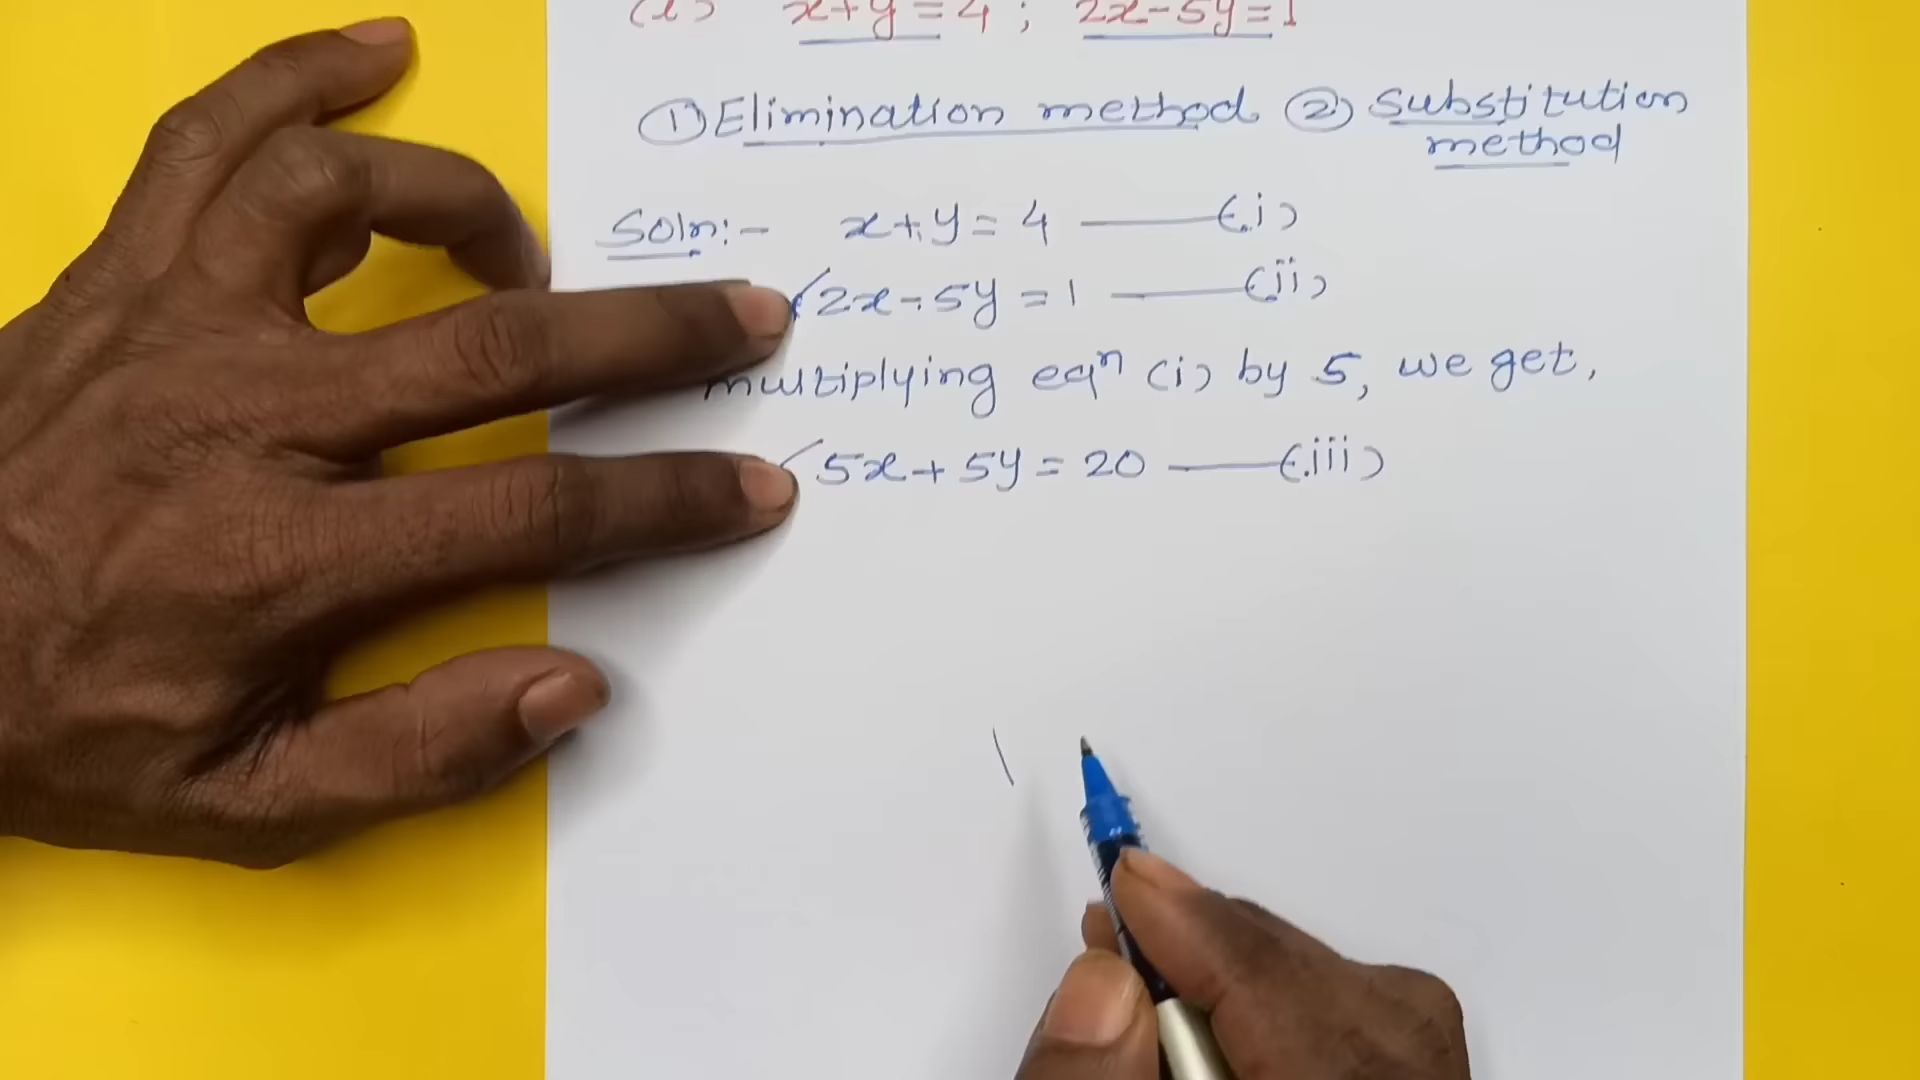 (i) x+y=4 ; 2x-5y=1
① Elimination method ② Substitution
method
Soln:- x+y=4 —(i)
2x-5y=1 —(ii)
multiplying eqⁿ (i) by 5, we get,
5x+5y=20 —(iii)